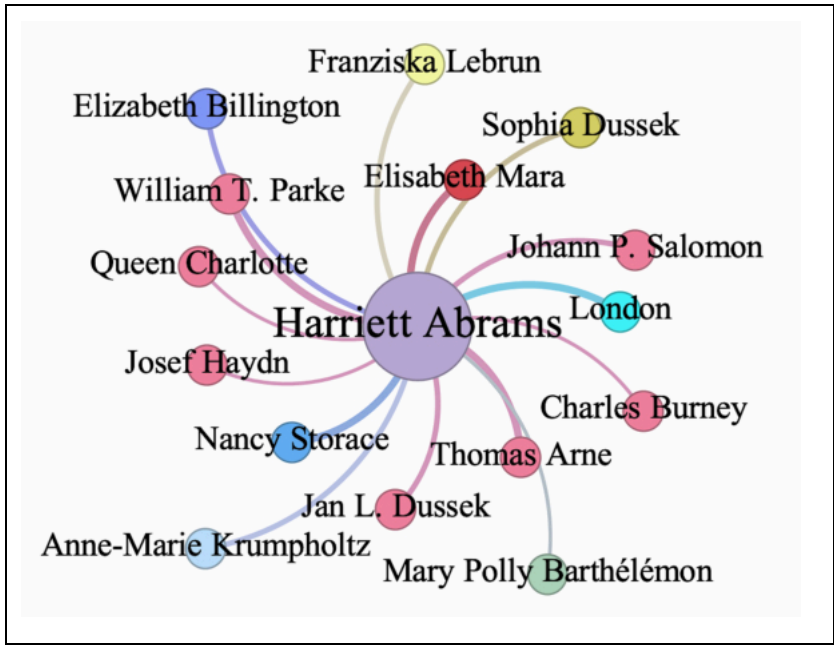 Franziska Lebrun
Elizabeth Billington
Sophia Dussek
Elisabeth Mara
William T. Parke
Johann P. Salomon
Queen Charlotte
London
Harriett Abrams
Josef Haydn
Charles Burney
Nancy Storace
Thomas Arne
Jan L. Dussek
Anne-Marie Krumpholtz
Mary Polly Barthélémon